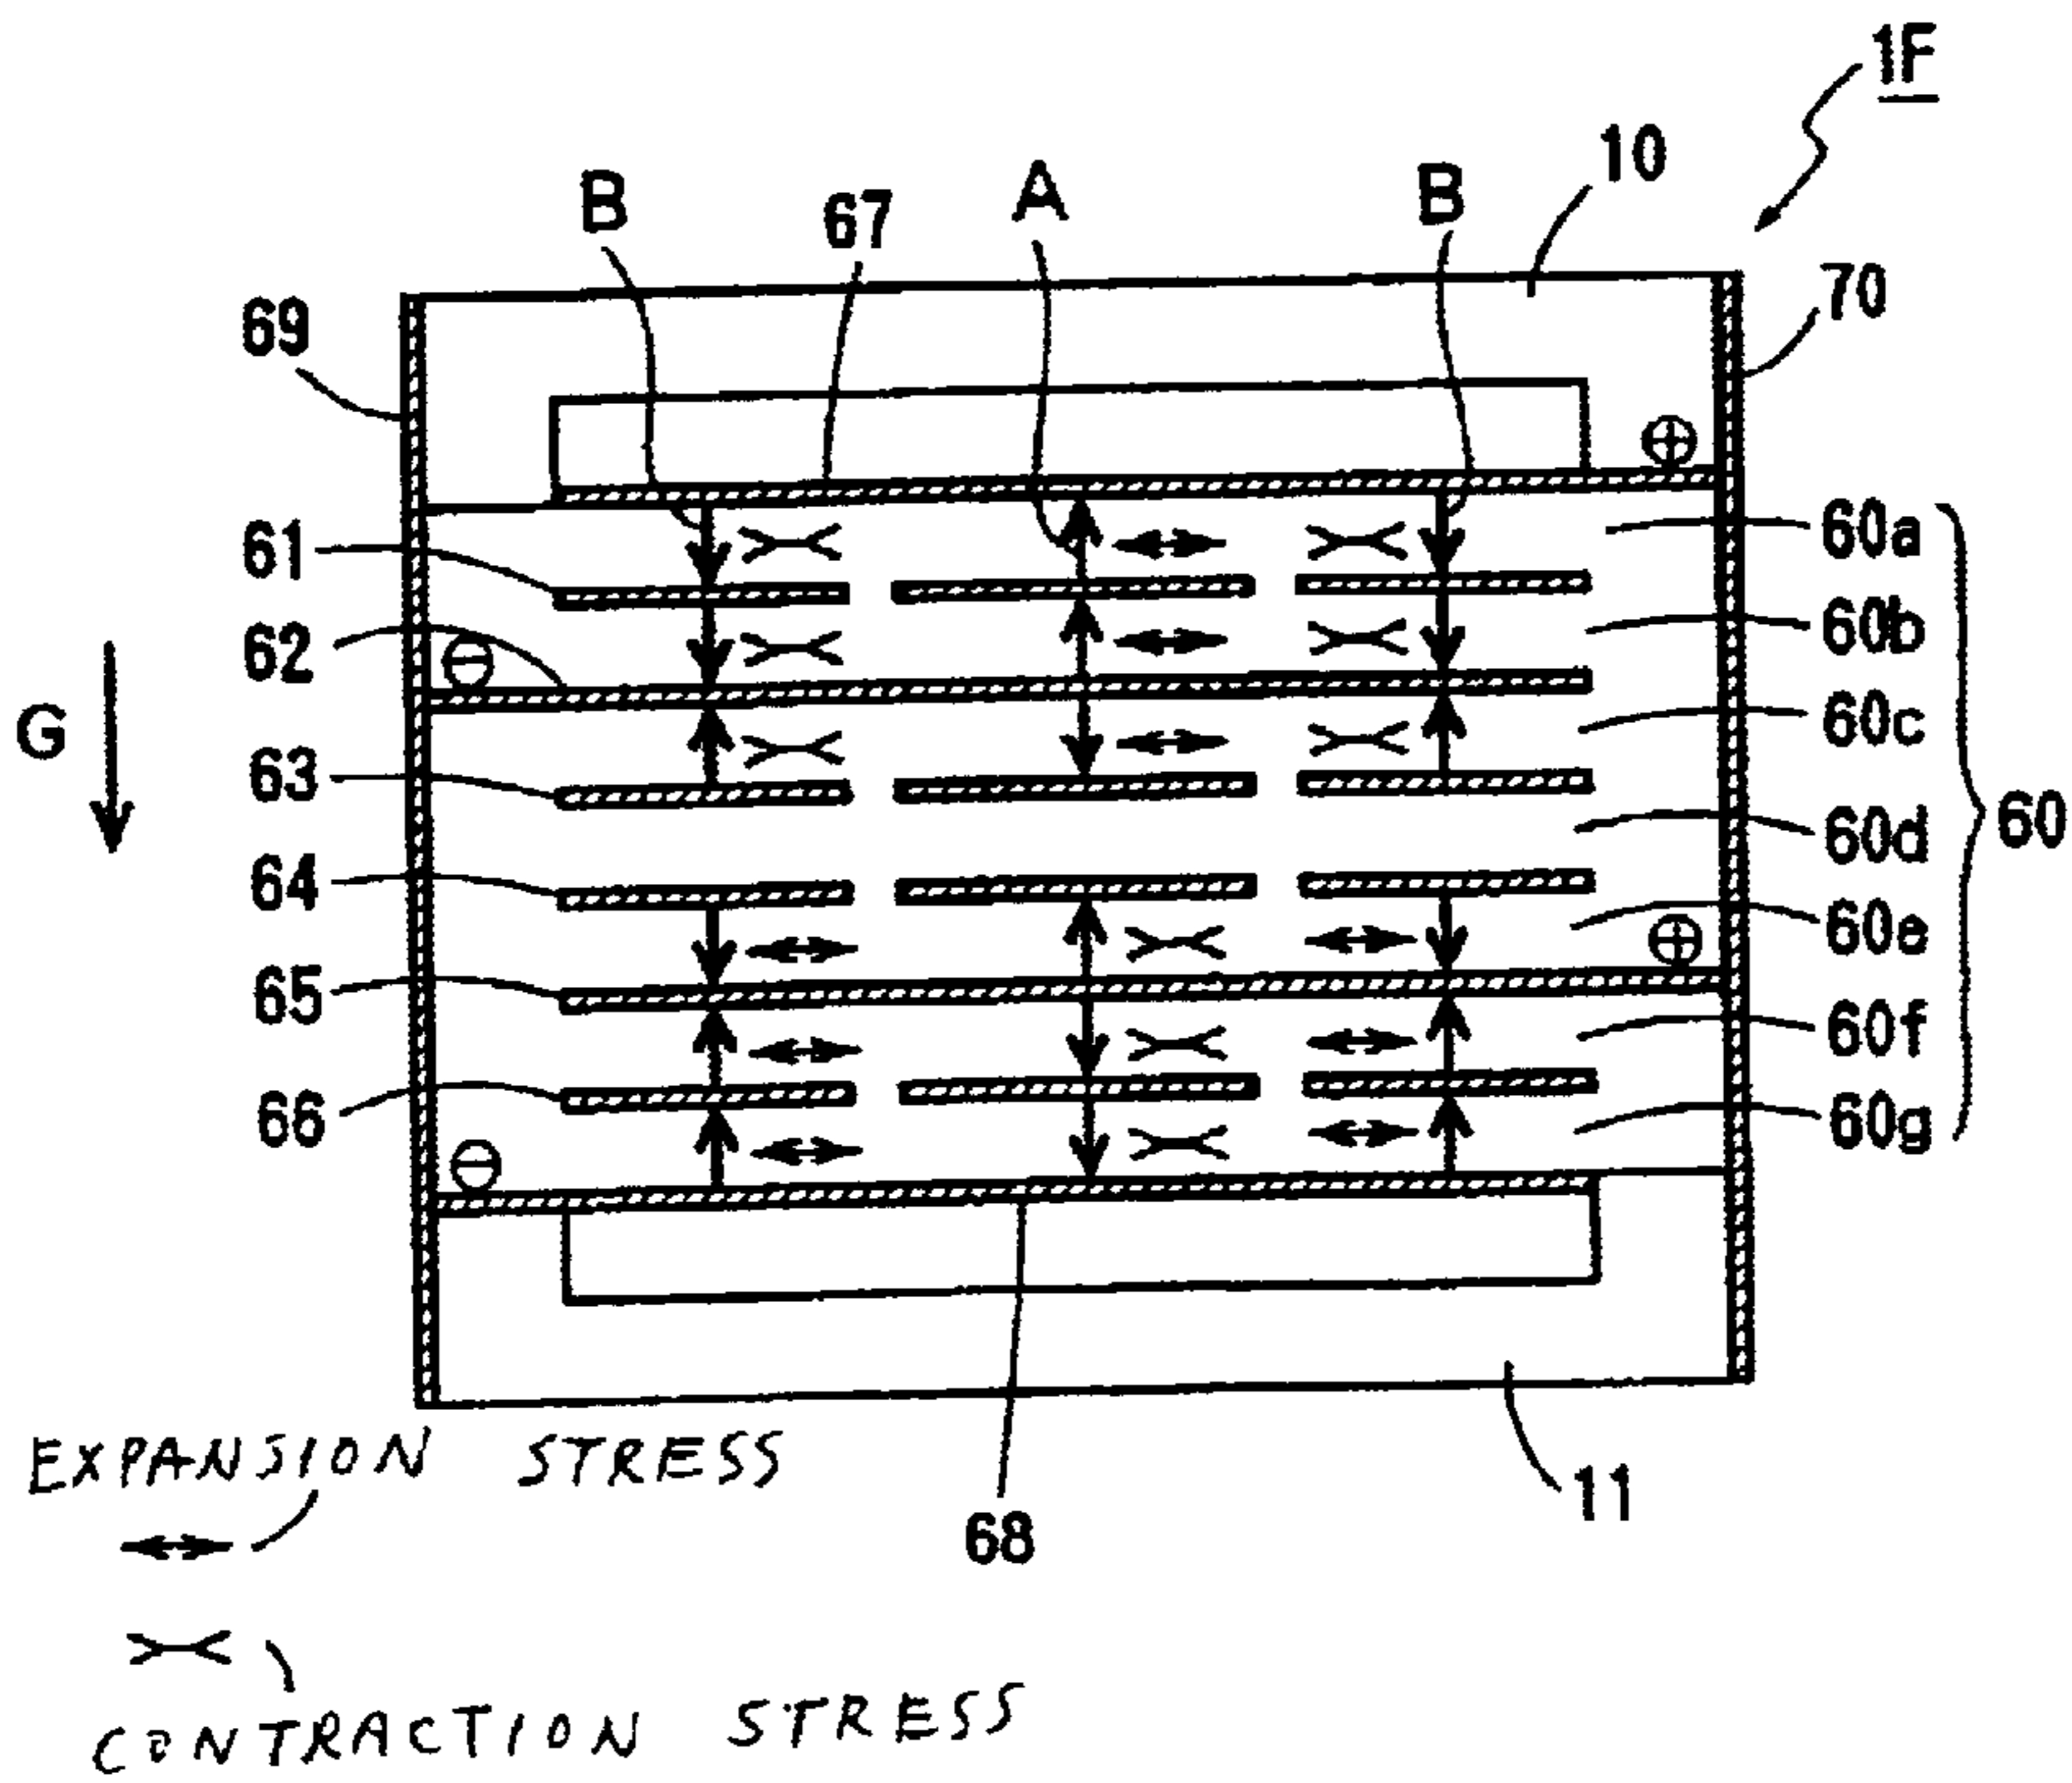 1F
10
B
67
A
B
69
70
61
60a
62
60b
G
60c
63
60
60d
64
60e
65
60f
66
60g
EXPANSION STRESS
68
11
CONTRACTION STRESS